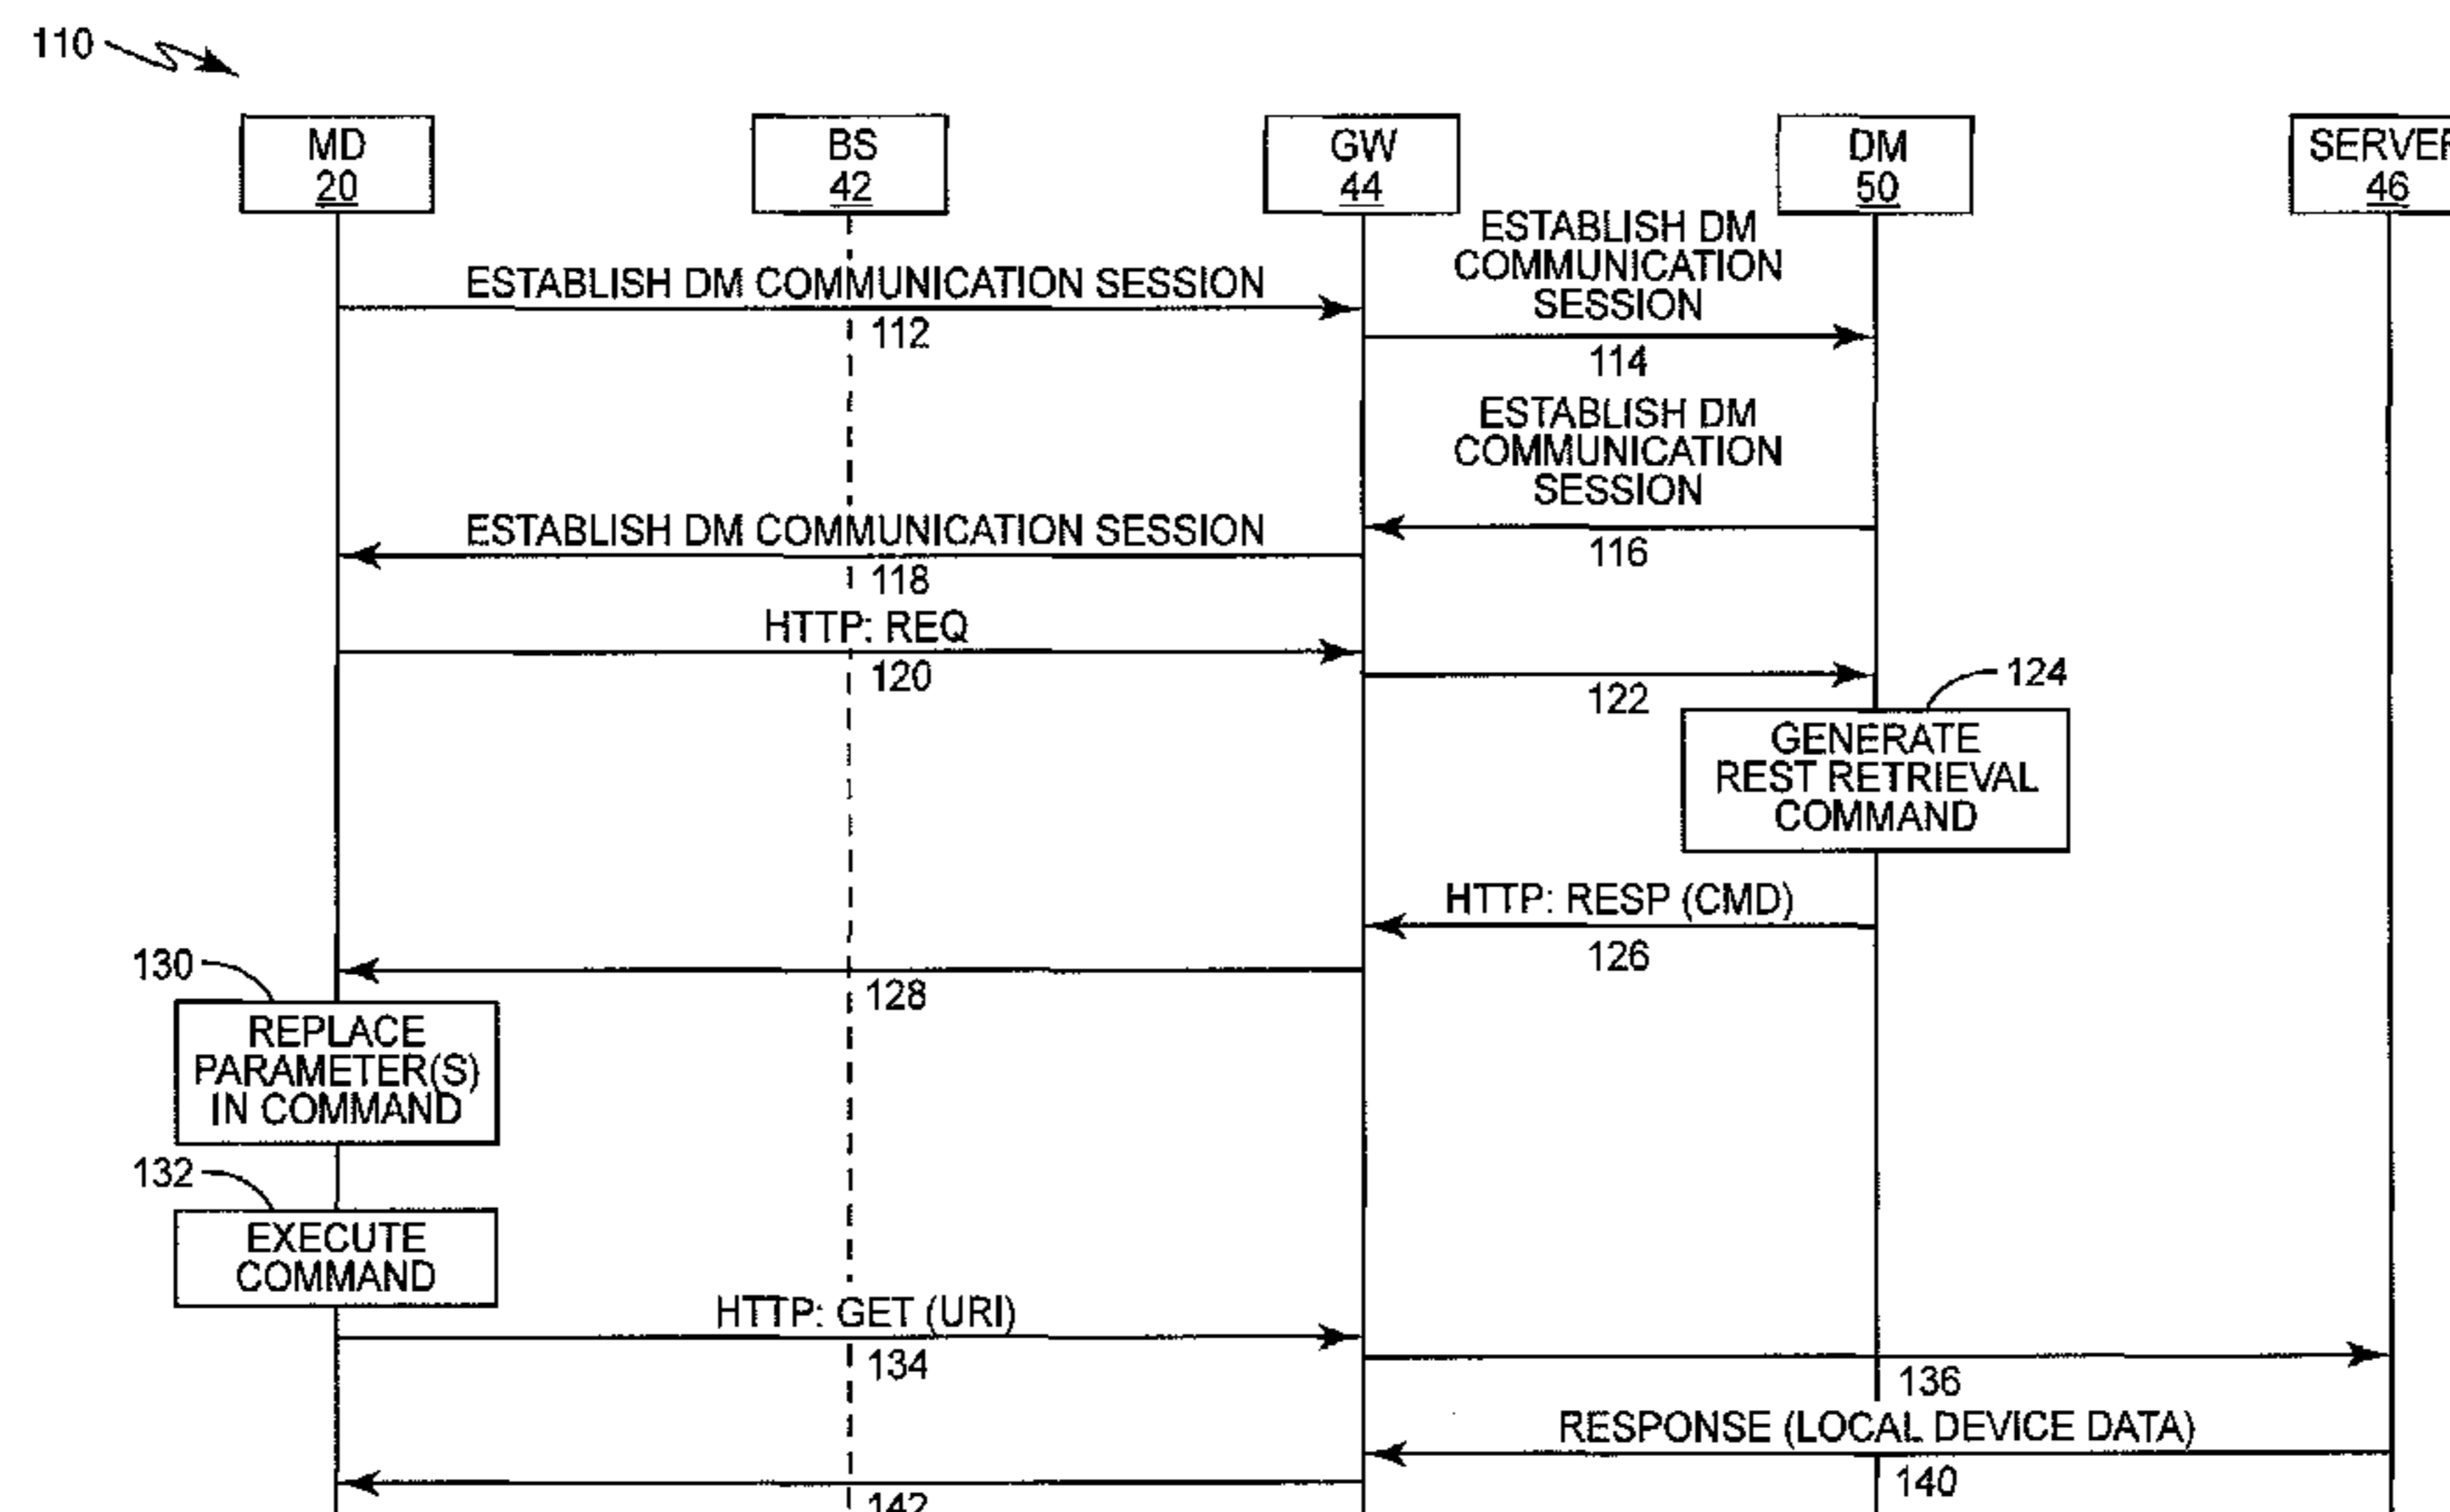 110
MD
20
BS
42
GW
44
DM
50
SERVER
46
ESTABLISH DM
COMMUNICATION
SESSION
114
ESTABLISH DM COMMUNICATION SESSION
112
ESTABLISH DM
COMMUNICATION
SESSION
116
ESTABLISH DM COMMUNICATION SESSION
118
HTTP: REQ
120
122
124
GENERATE
REST RETRIEVAL
COMMAND
HTTP: RESP (CMD)
126
128
130
REPLACE
PARAMETER(S)
IN COMMAND
132
EXECUTE
COMMAND
HTTP: GET (URI)
134
136
RESPONSE (LOCAL DEVICE DATA)
140
142